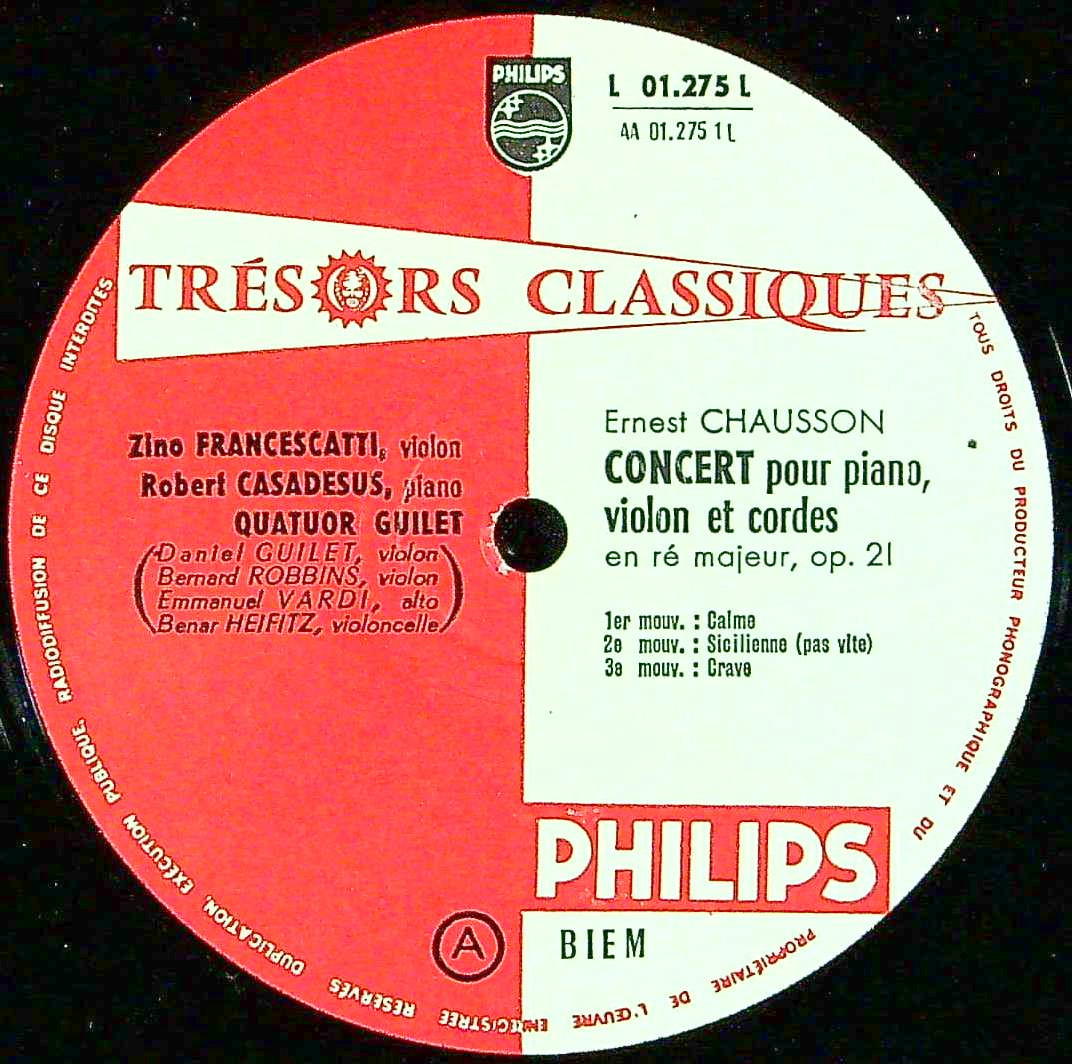 PHILIPS
L 01.275 L
AA 01.275 1 L
TRÉSORS CLASSIQUES
Zino FRANCESCATTI, violon
Robert CASADESUS, piano
QUATUOR GUILET
(Daniel GUILET, violon
Bernard ROBBINS, violon
Emmanuel VARDI, alto
Benar HEIFITZ, violoncelle)
Ernest CHAUSSON
CONCERT pour piano,
violon et cordes
en ré majeur, op. 21
1er mouv. : Calme
2e mouv. : Sicilienne (pas vite)
3e mouv. : Grave
PHILIPS
A
BIEM
TOUS DROITS DU PRODUCTEUR PHONOGRAPHIQUE ET DU PROPRIÉTAIRE DE L'ŒUVRE ENREGISTRÉE RÉSERVÉS DUPLICATION, EXÉCUTION PUBLIQUE, RADIODIFFUSION DE CE DISQUE INTERDITES